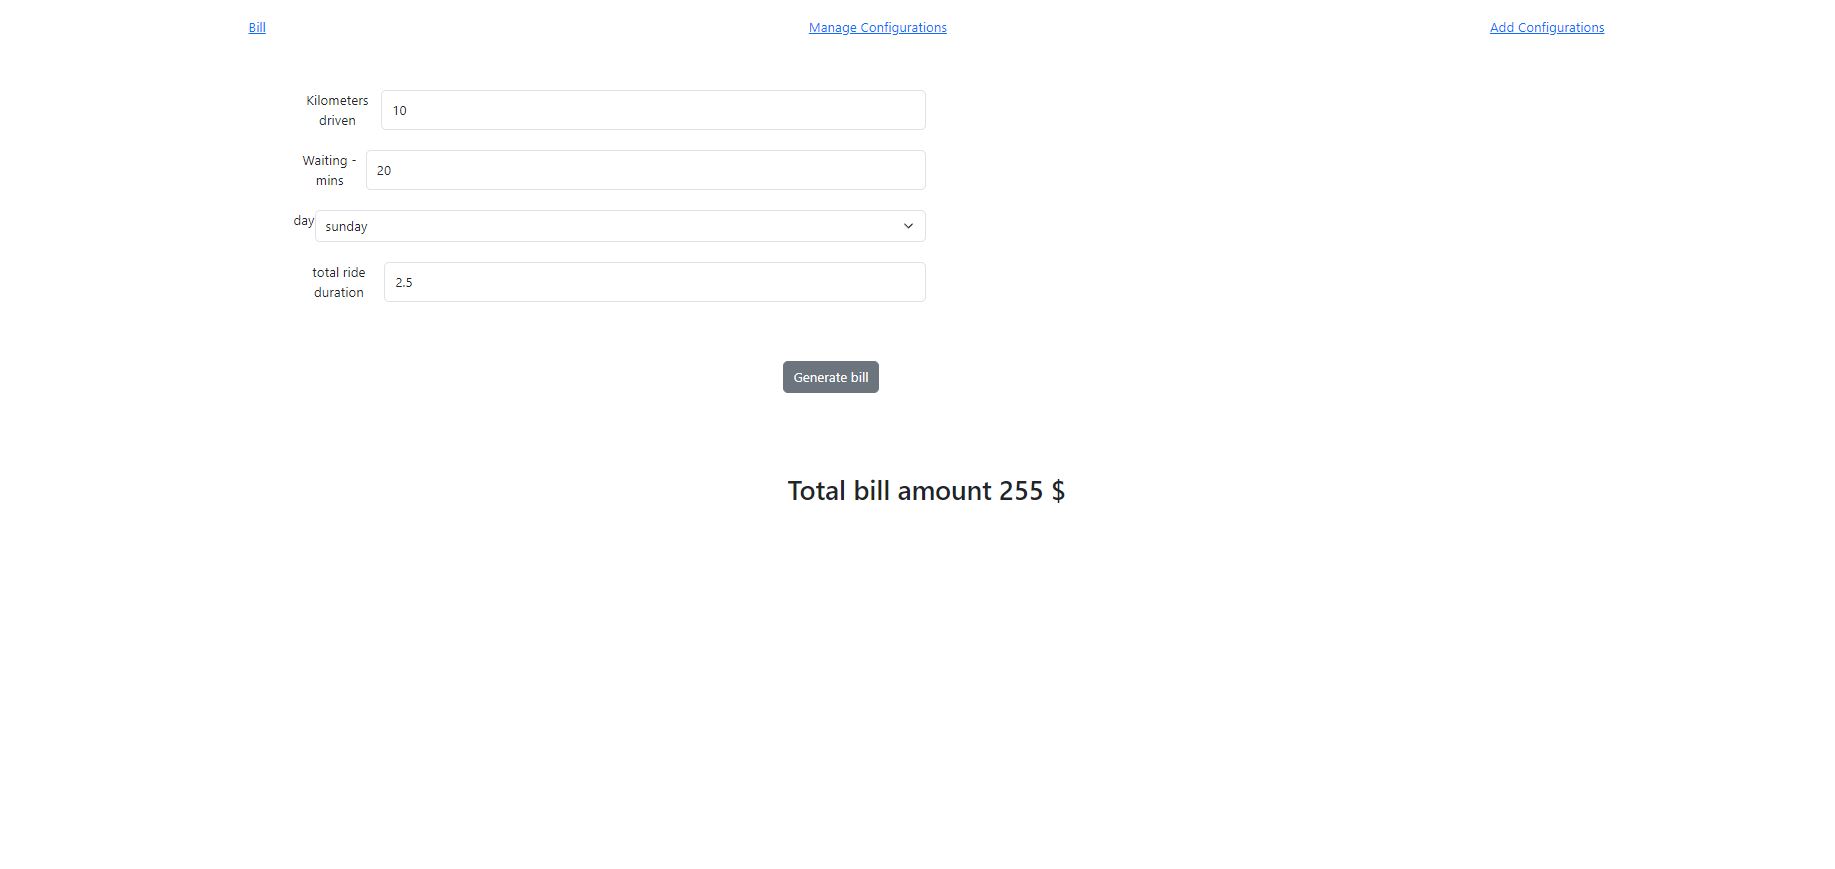 Bill
Manage Configurations
Add Configurations
Kilometers
driven
10
Waiting -
mins
20
day
sunday
total ride
duration
2.5
Generate bill
Total bill amount 255 $